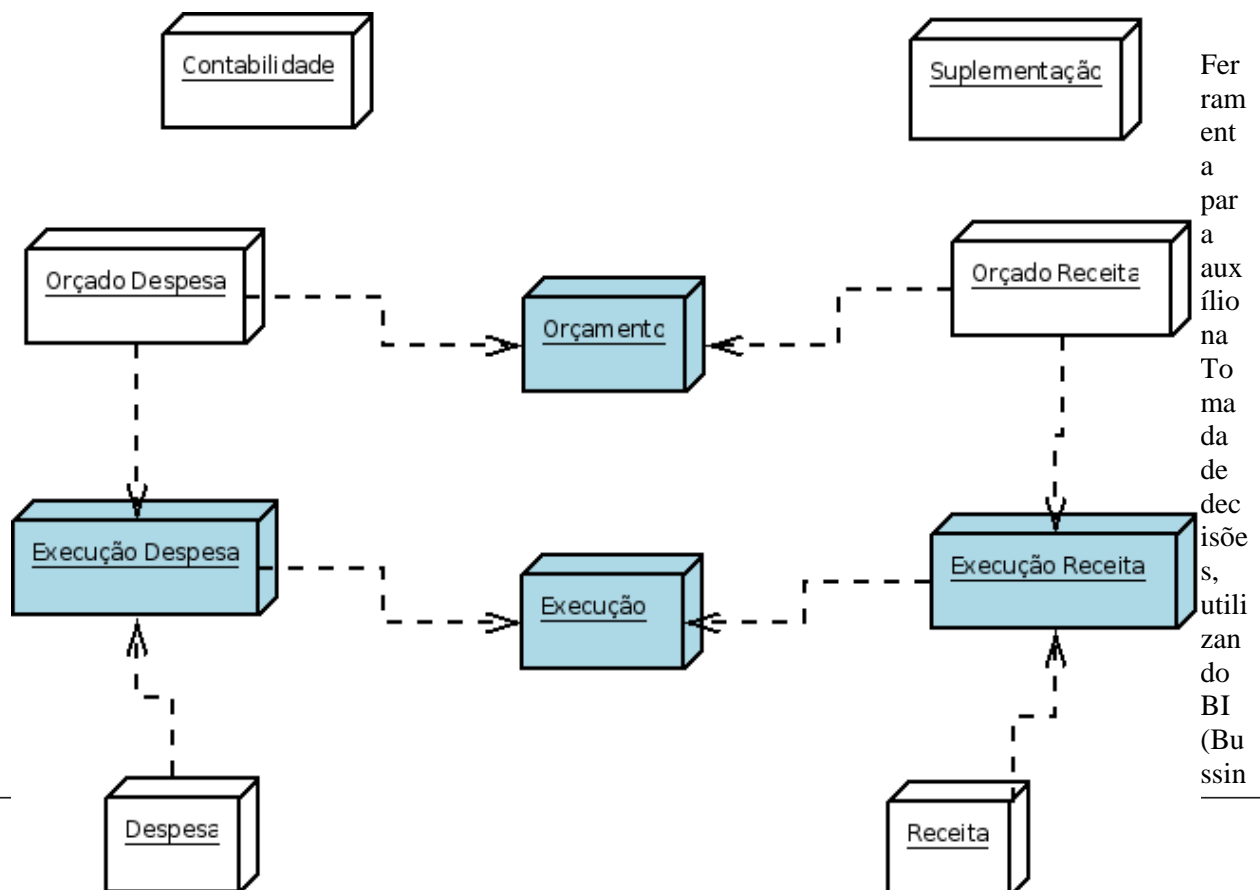 Contabilidade
Suplementação
Orçado Despesa
Orçado Receita
Orçamento
Execução Despesa
Execução
Execução Receita
Despesa
Receita
Fer
ram
ent
a
par
a
aux
ílio
na
To
ma
da
de
dec
isõe
s,
utili
zan
do
BI
(Bu
ssin